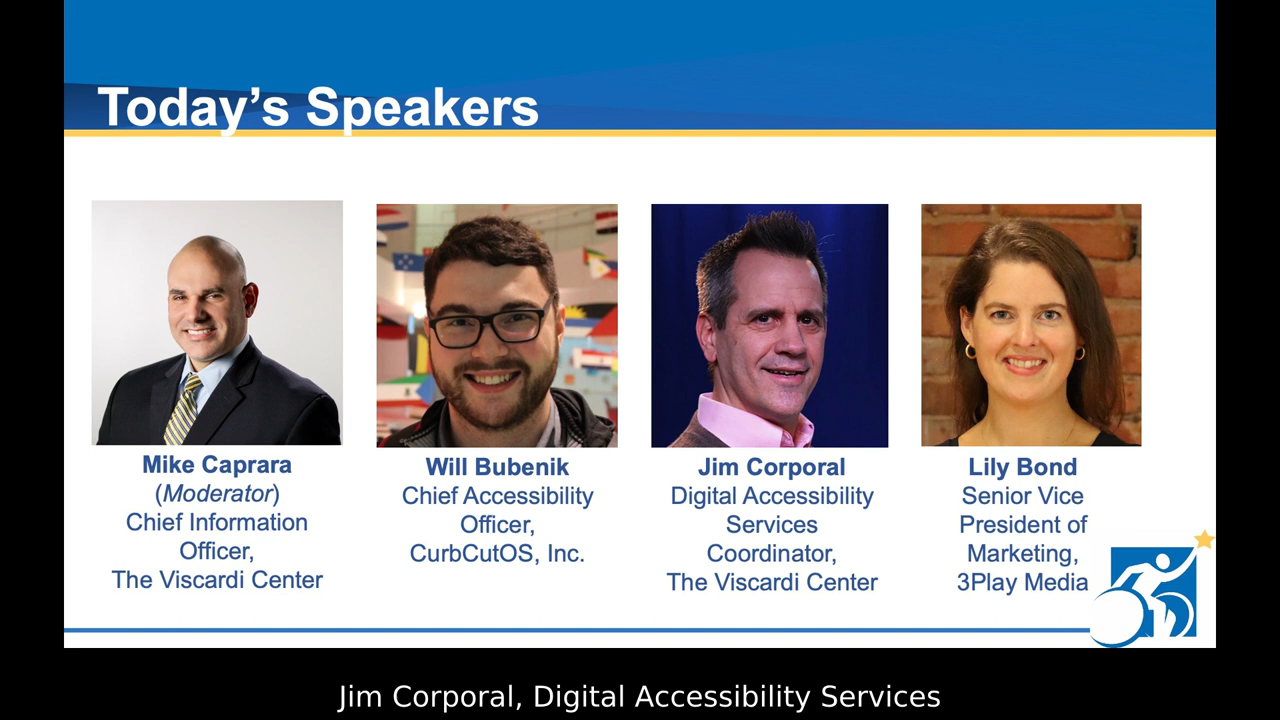 Today’s Speakers
Mike Caprara
(Moderator)
Chief Information
Officer,
The Viscardi Center
Will Bubenik
Chief Accessibility
Officer,
CurbCutOS, Inc.
Jim Corporal
Digital Accessibility
Services
Coordinator,
The Viscardi Center
Lily Bond
Senior Vice
President of
Marketing,
3Play Media
Jim Corporal, Digital Accessibility Services